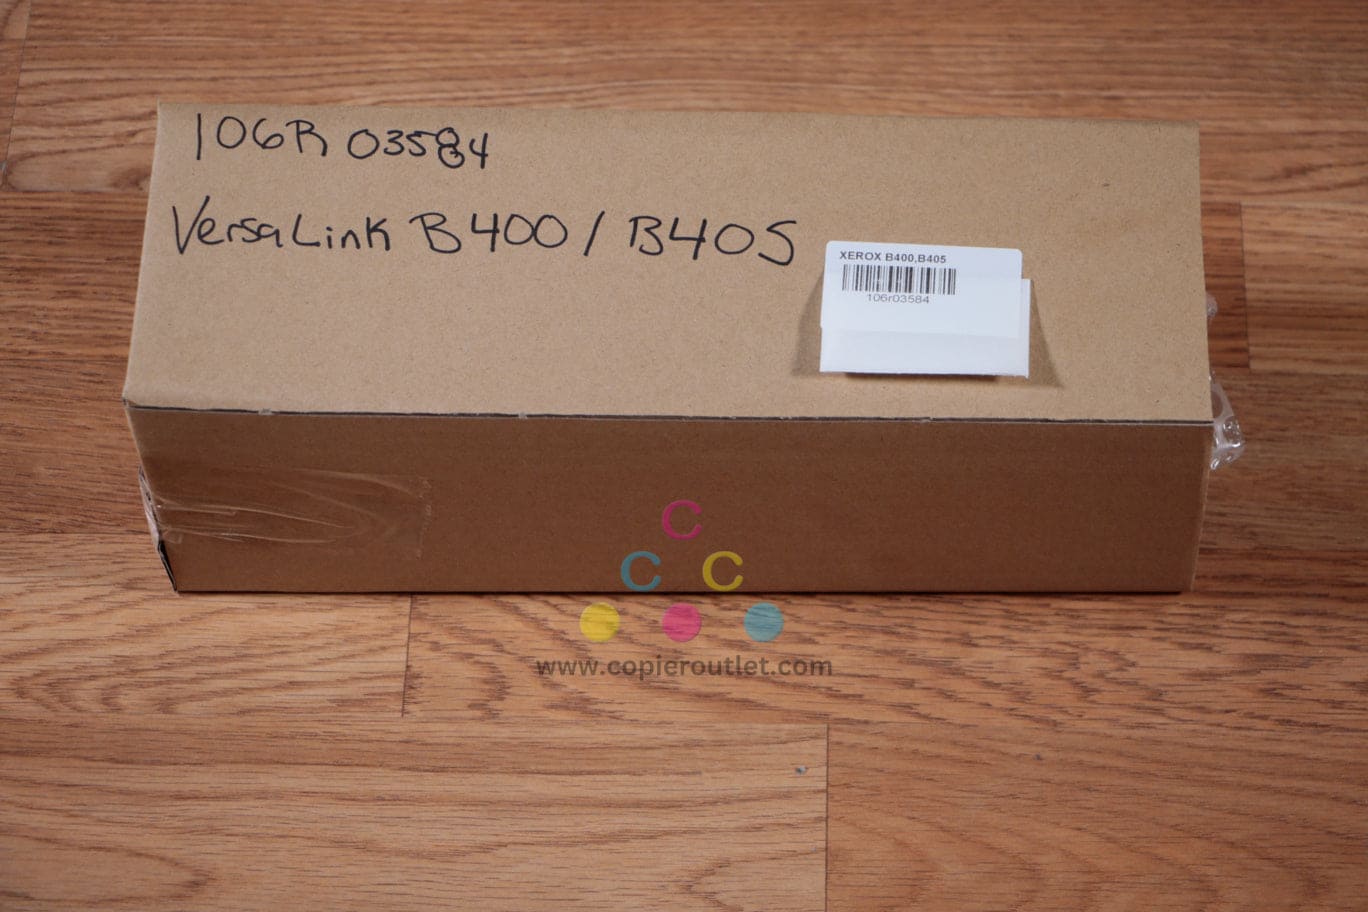 106R 03584
VersaLink B400 / B405
XEROX B400,B405
106r03584
C
C C
www.copieroutlet.com